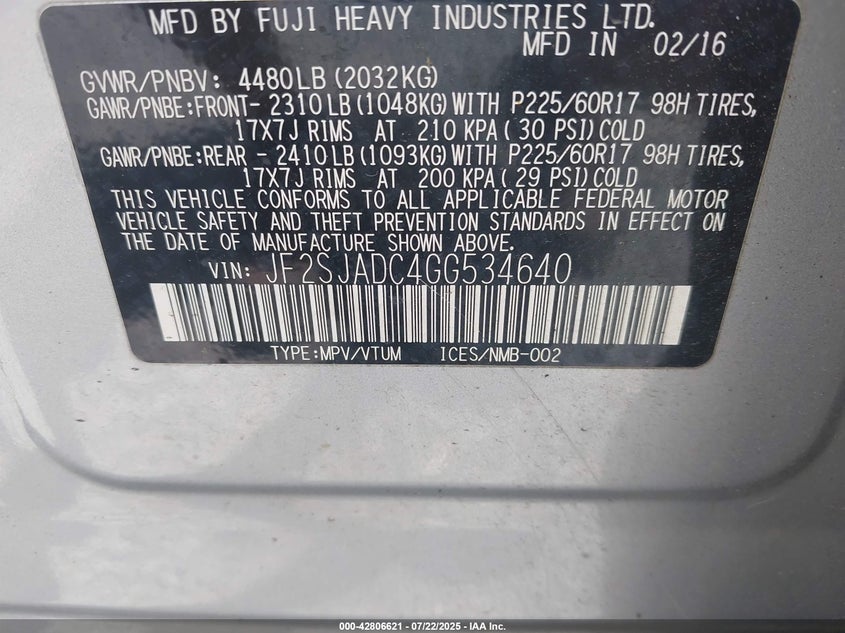 MFD BY FUJI HEAVY INDUSTRIES LTD.
MFD IN 02/16
GVWR/PNBV: 4480LB(2032KG)
GAWR/PNBE:FRONT- 2310LB(1048KG)WITH P225/60R17 98H TIRES,
17X7J RIMS AT 210 KPA( 30 PSI)COLD
GAWR/PNBE:REAR - 2410LB(1093KG)WITH P225/60R17 98H TIRES,
17X7J RIMS AT 200 KPA( 29 PSI)COLD
THIS VEHICLE CONFORMS TO ALL APPLICABLE FEDERAL MOTOR
VEHICLE SAFETY AND THEFT PREVENTION STANDARDS IN EFFECT ON
THE DATE OF MANUFACTURE SHOWN ABOVE.
VIN: JF2SJADC4GG534640
TYPE:MPV/VTUM ICES/NMB-002
000-42806621 - 07/22/2025 - IAA Inc.